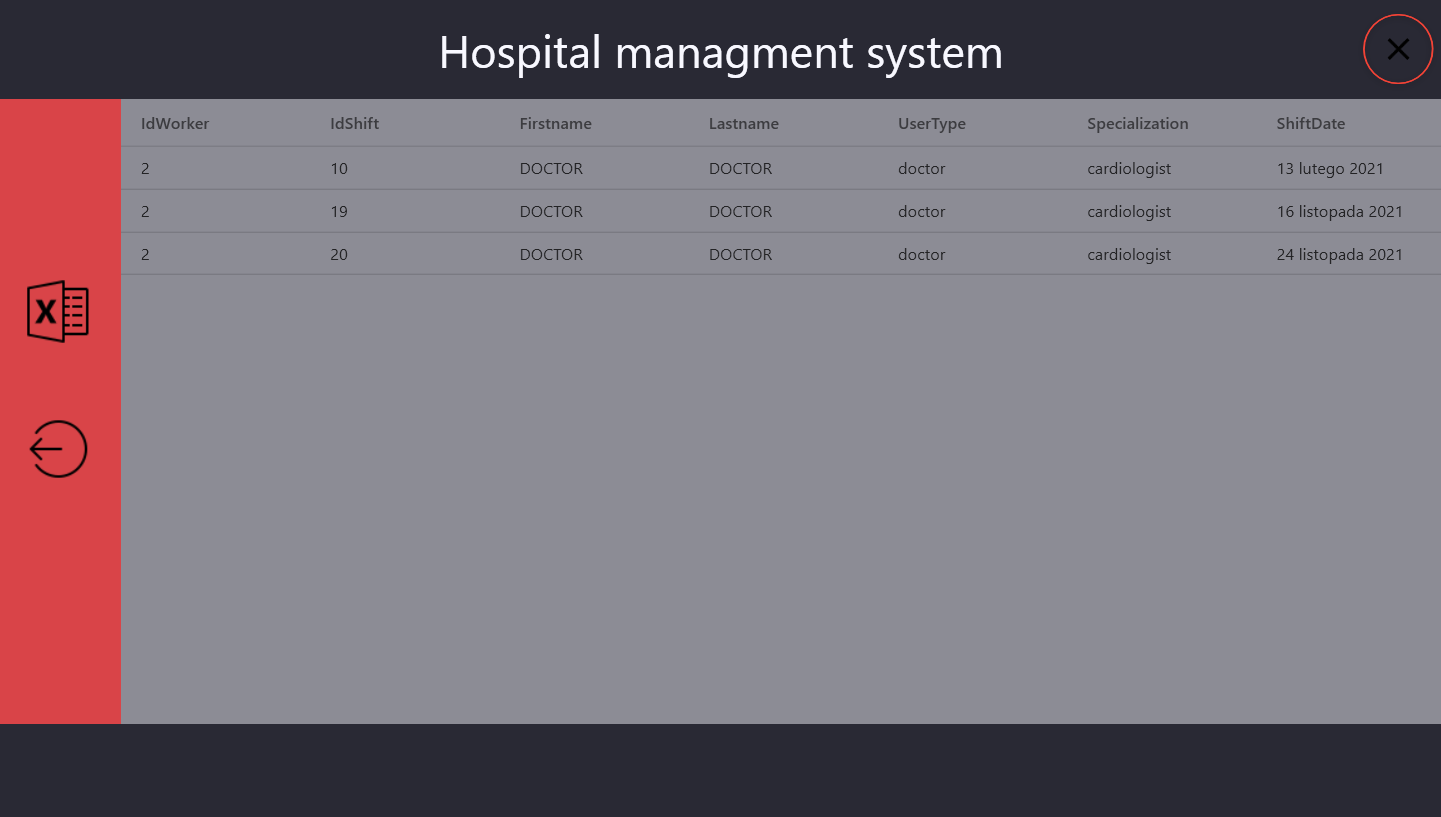 Hospital managment system
IdWorker IdShift Firstname Lastname UserType Specialization ShiftDate
2 10 DOCTOR DOCTOR doctor cardiologist 13 lutego 2021
2 19 DOCTOR DOCTOR doctor cardiologist 16 listopada 2021
2 20 DOCTOR DOCTOR doctor cardiologist 24 listopada 2021
X